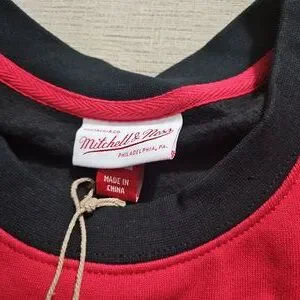 Mitchell & Ness
PHILADELPHIA, PA.
MADE IN
CHINA